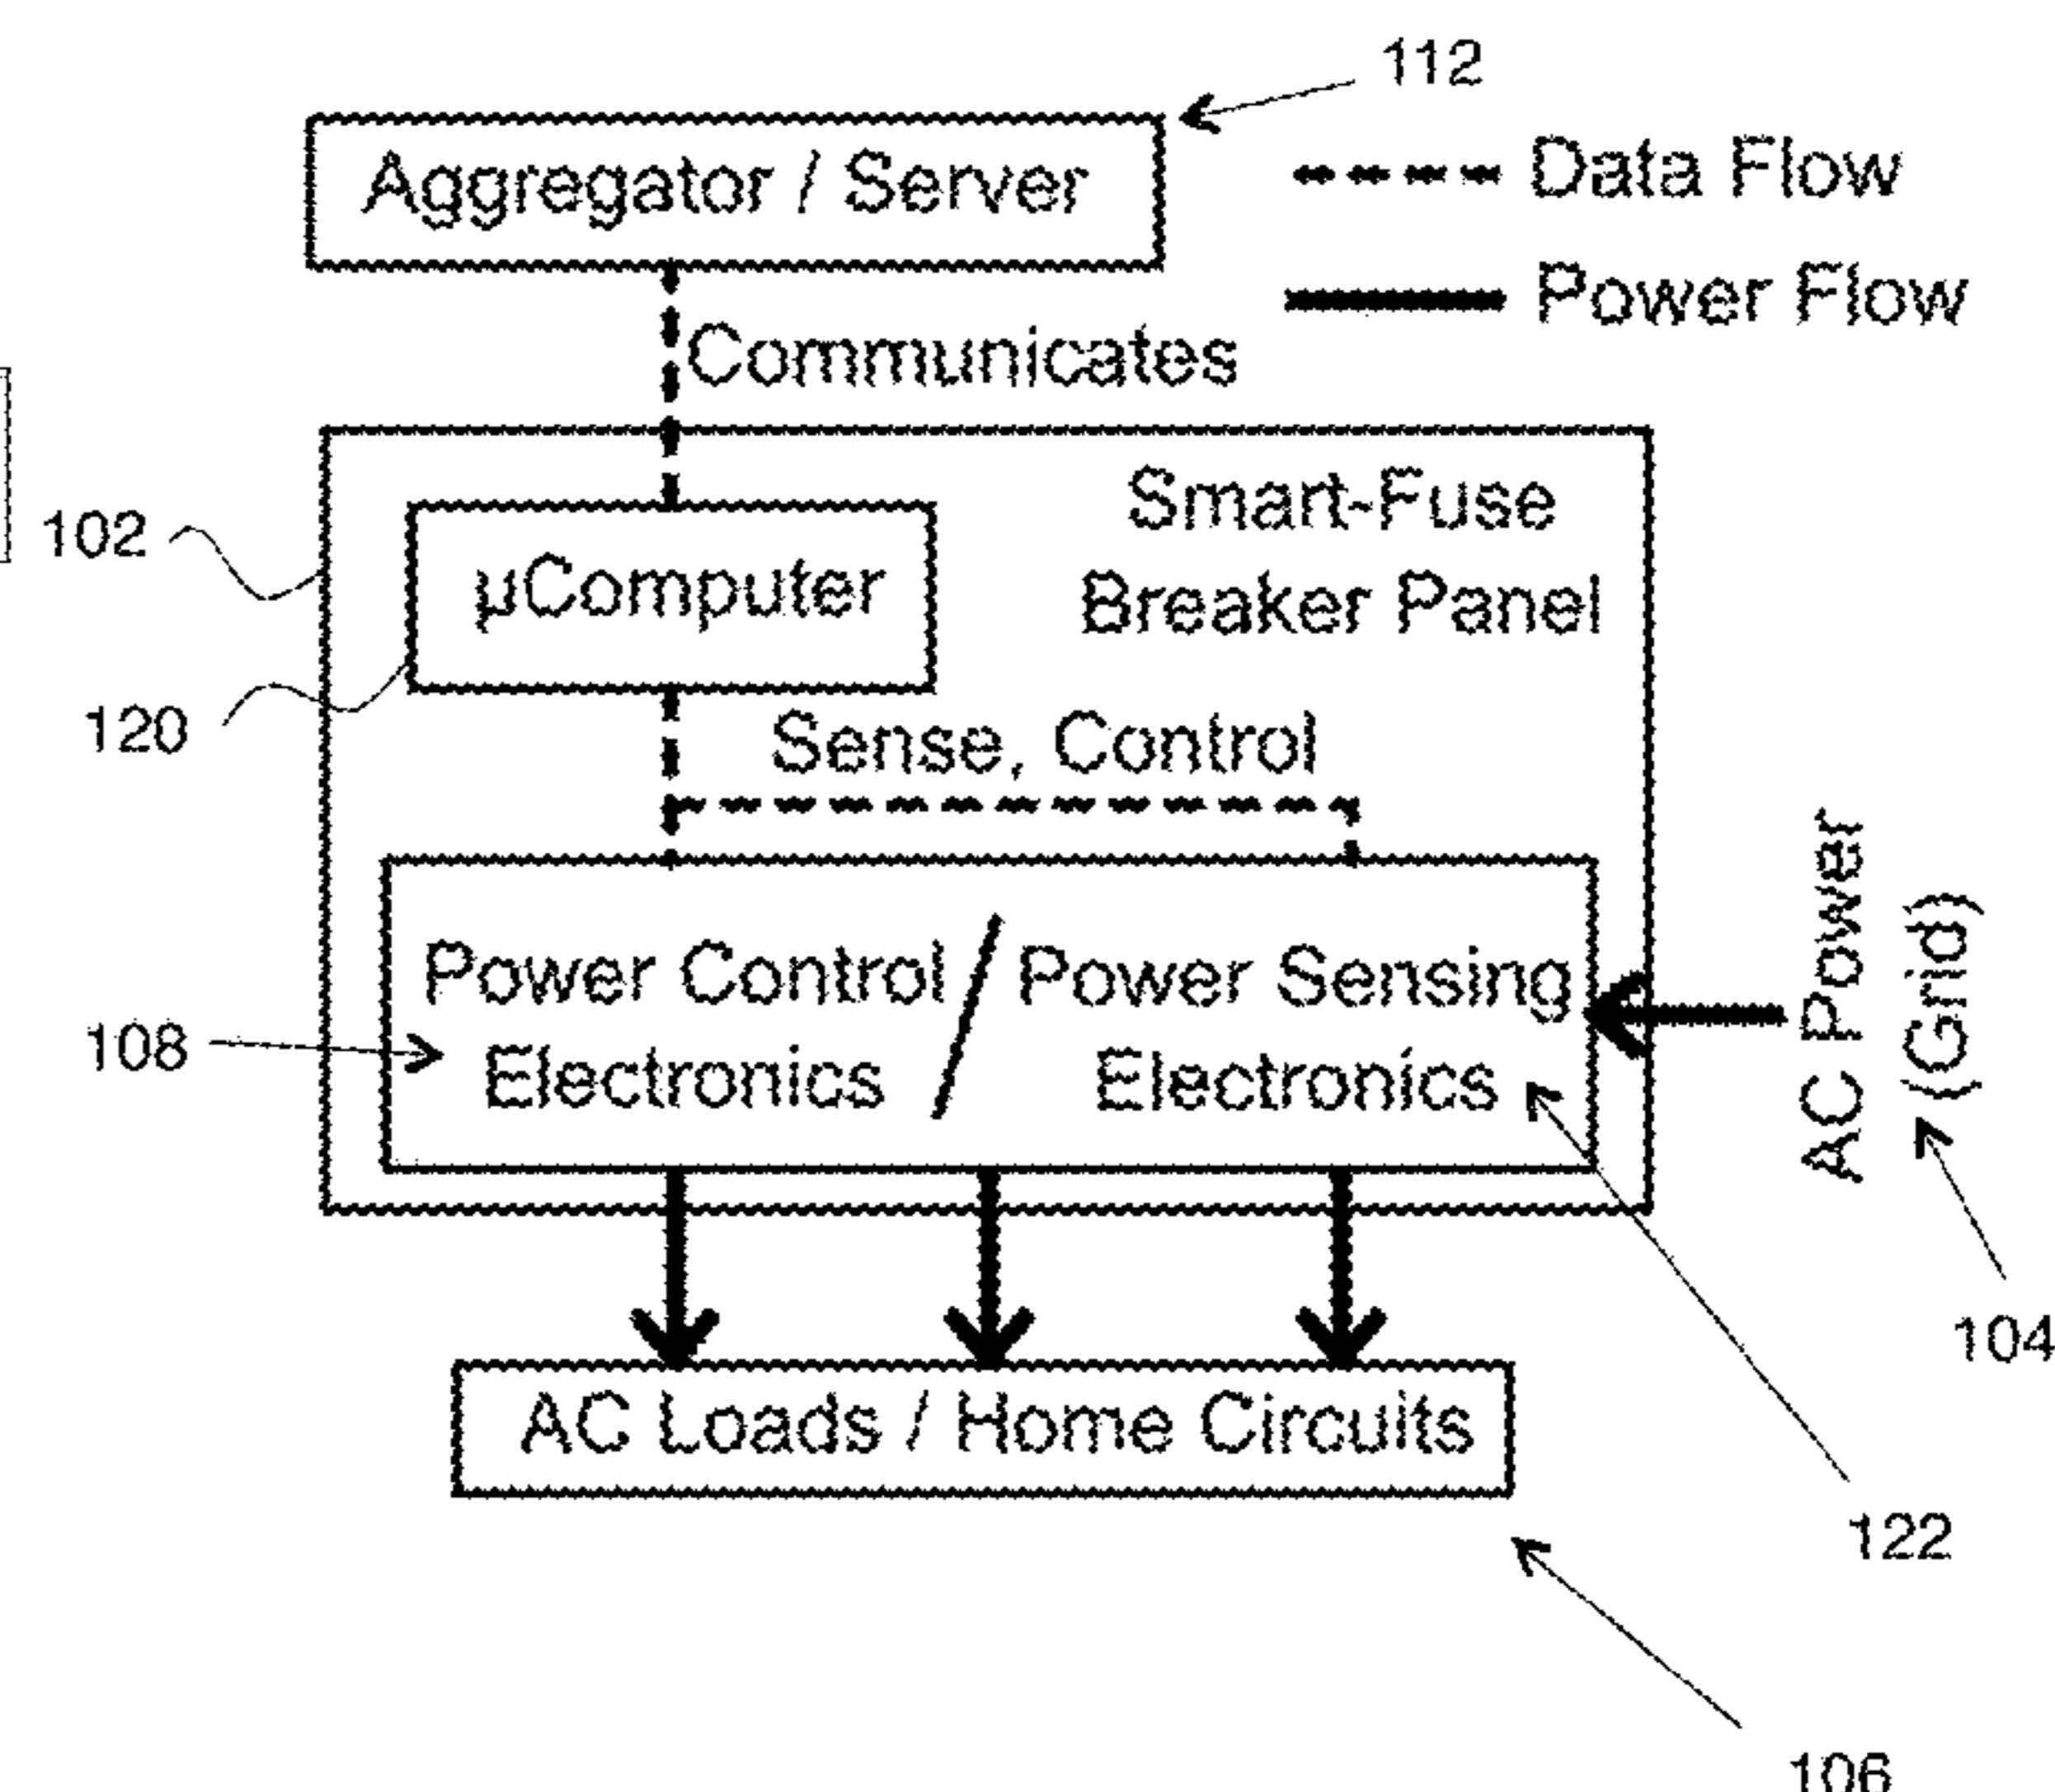 112
Aggregator / Server
Data Flow
Power Flow
Communicates
102
Smart-Fuse
Breaker Panel
µComputer
120
Sense, Control
AC Power
(Grid)
108
Power Control
Electronics
/
Power Sensing
Electronics
104
AC Loads / Home Circuits
122
106